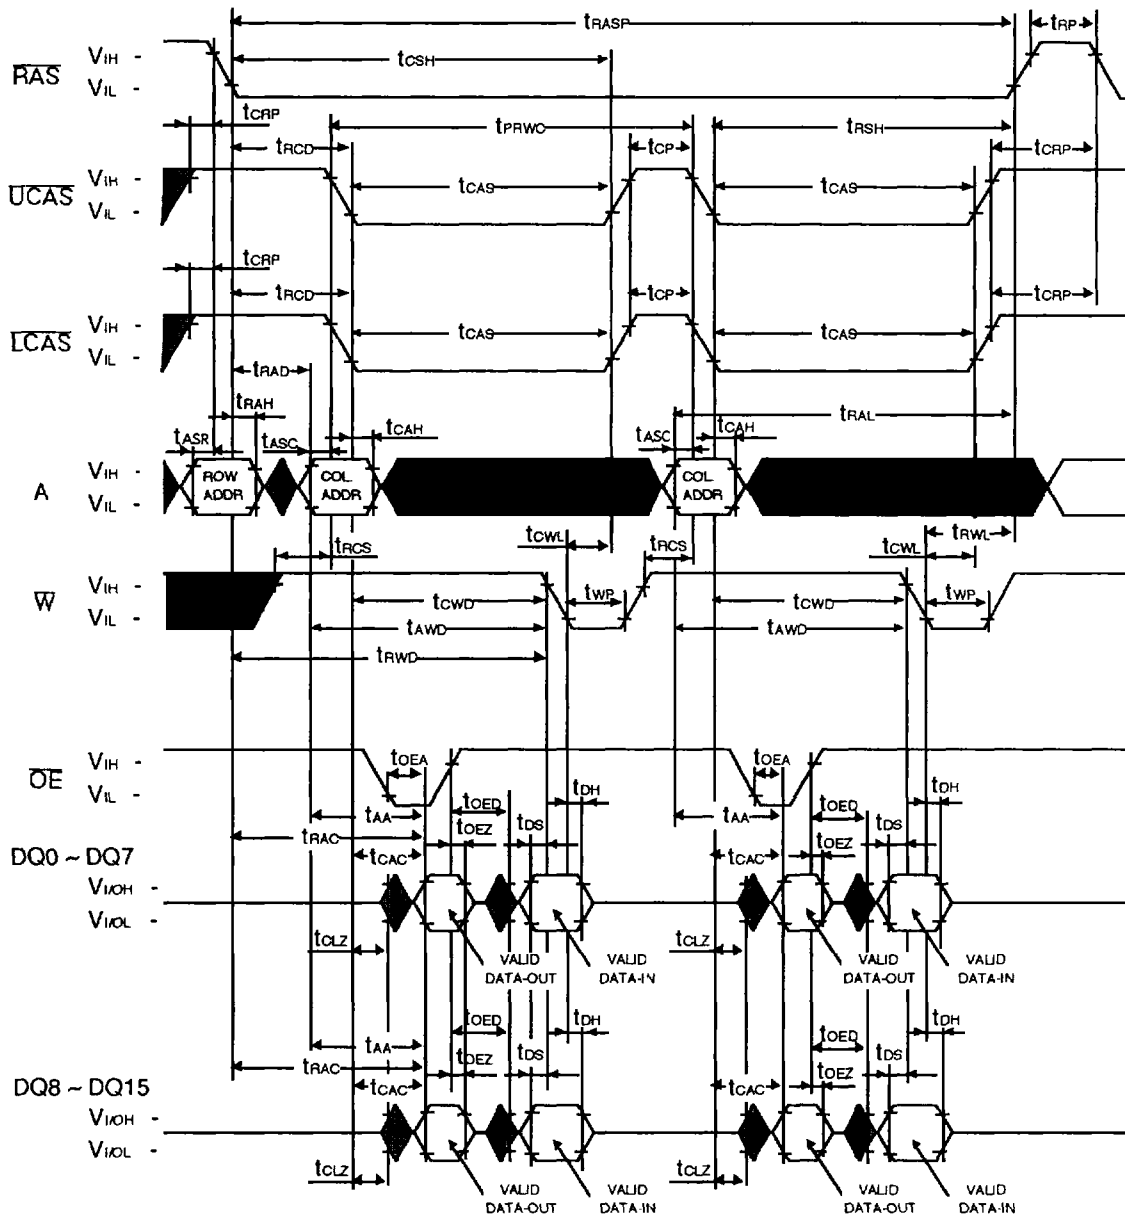 tRASP tRP
RAS VIH - tCSH
VIL -
tCRP tPRWC tRSH
tRCD tCP tCRP
UCAS VIH - tCAS tCAS
VIL -
tCRP
tRCD tCP tCRP
LCAS VIH - tCAS tCAS
VIL -
tRAD
tRAH tRAL
tASR tASC tCAH tASC tCAH
A VIH - ROW ADDR COL. ADDR COL. ADDR
VIL -
tRCS tCWL tRCS tCWL tRWL
W VIH - tCWD tWP tCWD tWP
VIL - tAWD tAWD
tRWD
OE VIH - tOEA tOEA
VIL - tDH tDH
tAA tOED tAA tOED
tRAC tOEZ tDS tOEZ tDS
DQ0 ~ DQ7 tCAC tCAC
VI/OH -
VI/OL -
tCLZ VALID DATA-OUT VALID DATA-IN tCLZ VALID DATA-OUT VALID DATA-IN
tOED tDH tOED tDH
tAA tOEZ tDS tOEZ tDS
tRAC
DQ8 ~ DQ15 tCAC tCAC
VI/OH -
VI/OL -
tCLZ VALID DATA-OUT VALID DATA-IN tCLZ VALID DATA-OUT VALID DATA-IN